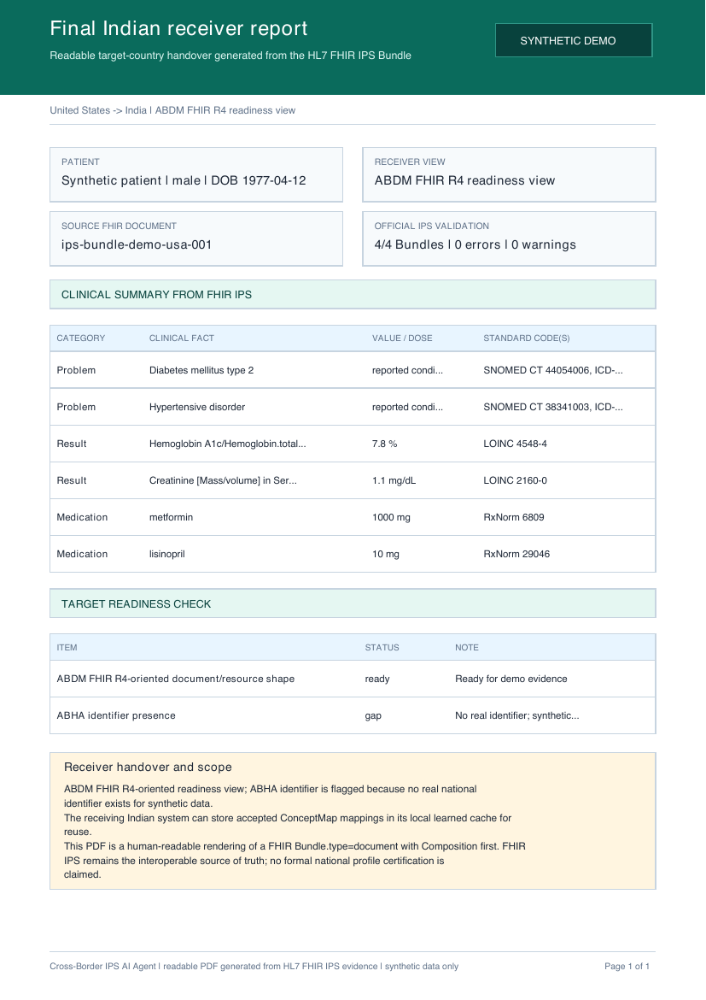 Final Indian receiver report
SYNTHETIC DEMO
Readable target-country handover generated from the HL7 FHIR IPS Bundle
United States -> India | ABDM FHIR R4 readiness view
PATIENT
Synthetic patient | male | DOB 1977-04-12
RECEIVER VIEW
ABDM FHIR R4 readiness view
SOURCE FHIR DOCUMENT
ips-bundle-demo-usa-001
OFFICIAL IPS VALIDATION
4/4 Bundles | 0 errors | 0 warnings
CLINICAL SUMMARY FROM FHIR IPS
CATEGORY CLINICAL FACT VALUE / DOSE STANDARD CODE(S)
Problem Diabetes mellitus type 2 reported condi... SNOMED CT 44054006, ICD-...
Problem Hypertensive disorder reported condi... SNOMED CT 38341003, ICD-...
Result Hemoglobin A1c/Hemoglobin.total... 7.8 % LOINC 4548-4
Result Creatinine [Mass/volume] in Ser... 1.1 mg/dL LOINC 2160-0
Medication metformin 1000 mg RxNorm 6809
Medication lisinopril 10 mg RxNorm 29046
TARGET READINESS CHECK
ITEM STATUS NOTE
ABDM FHIR R4-oriented document/resource shape ready Ready for demo evidence
ABHA identifier presence gap No real identifier; synthetic...
Receiver handover and scope
ABDM FHIR R4-oriented readiness view; ABHA identifier is flagged because no real national
identifier exists for synthetic data.
The receiving Indian system can store accepted ConceptMap mappings in its local learned cache for
reuse.
This PDF is a human-readable rendering of a FHIR Bundle.type=document with Composition first. FHIR
IPS remains the interoperable source of truth; no formal national profile certification is
claimed.
Cross-Border IPS AI Agent | readable PDF generated from HL7 FHIR IPS evidence | synthetic data only
Page 1 of 1